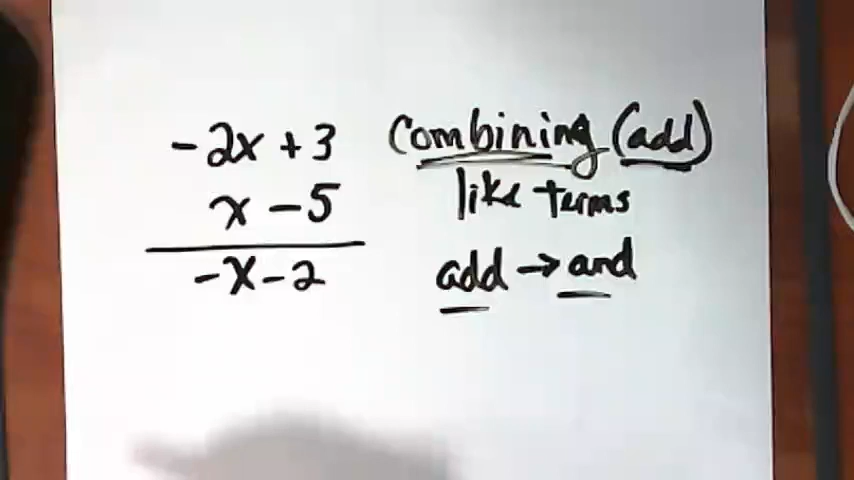 -2x + 3
x - 5
-x - 2
Combining (add)
like terms
add → and